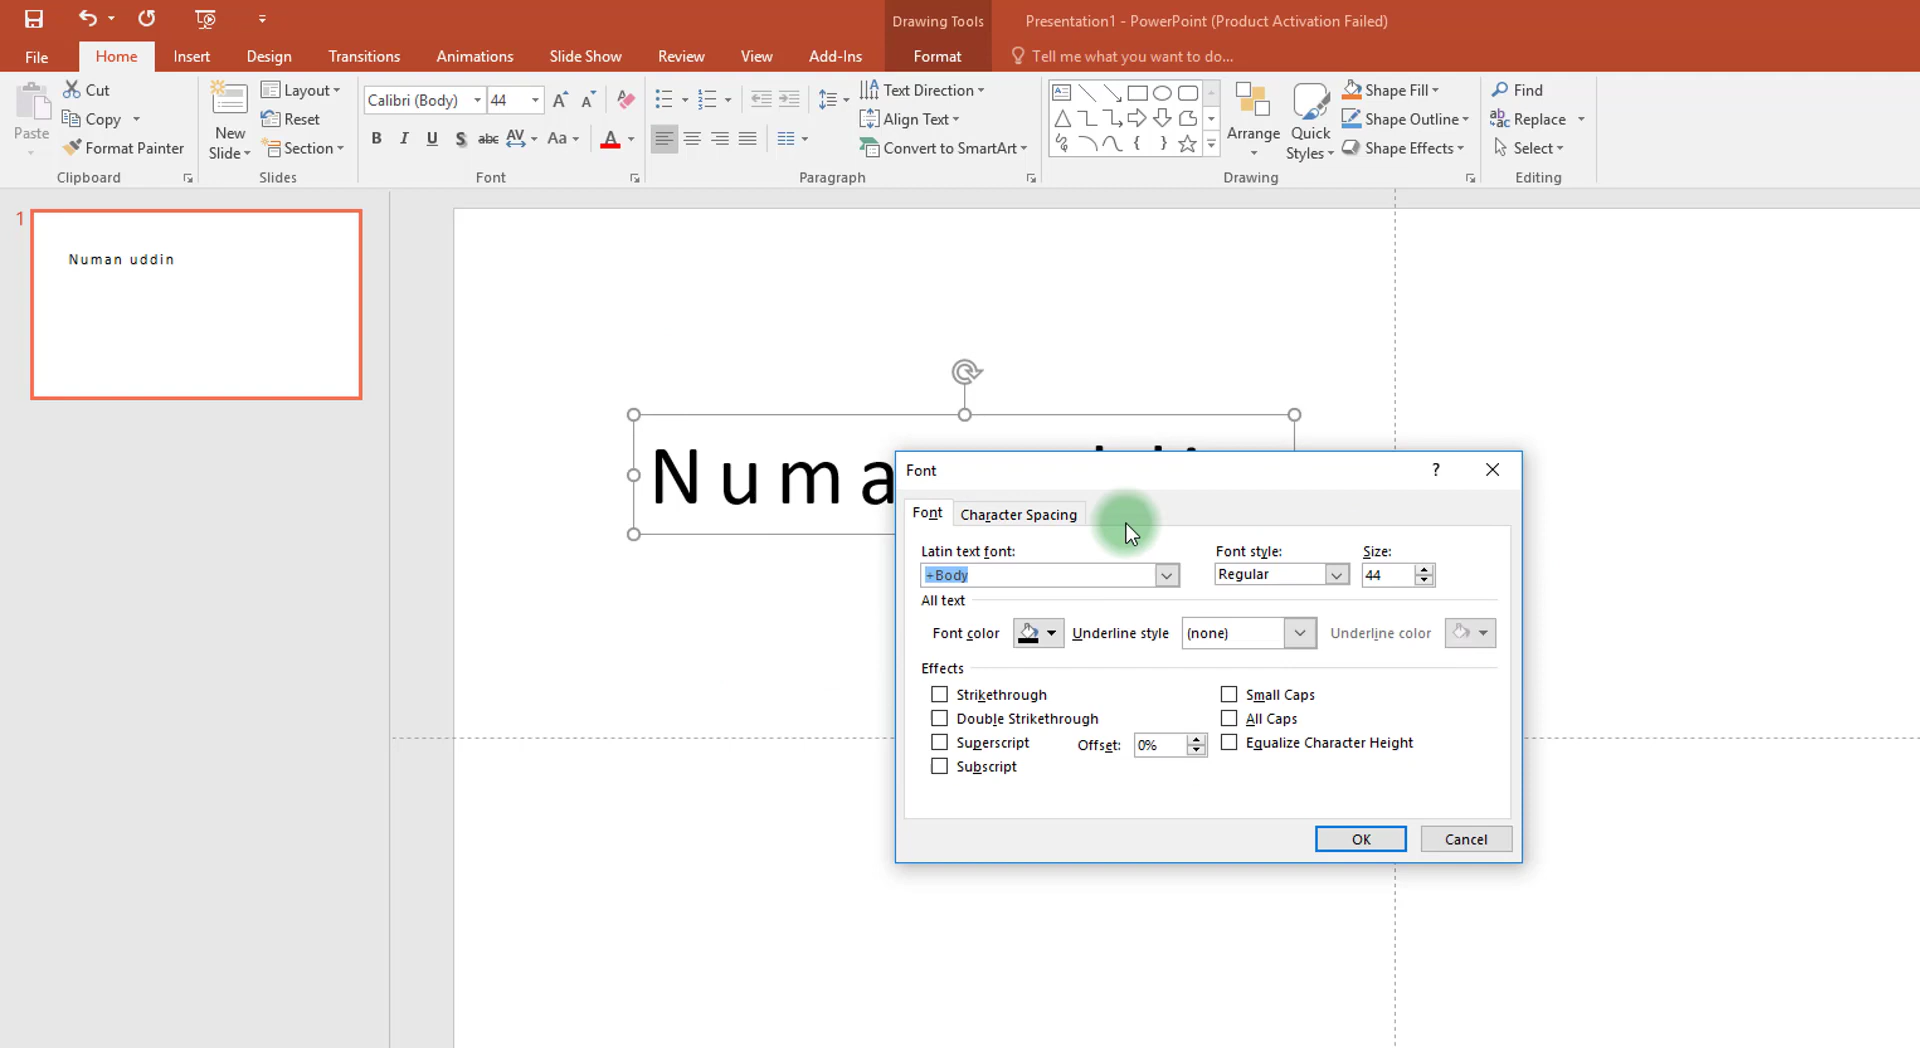 Drawing Tools
Presentation1 - PowerPoint (Product Activation Failed)
File
Home
Insert
Design
Transitions
Animations
Slide Show
Review
View
Add-Ins
Format
Tell me what you want to do...
Paste
Cut
Copy
Format Painter
Clipboard
New
Slide
Layout
Reset
Section
Slides
Calibri (Body)
44
B I U S abc AV Aa A
Font
Paragraph
Text Direction
Align Text
Convert to SmartArt
Arrange
Quick
Styles
Shape Fill
Shape Outline
Shape Effects
Drawing
Find
Replace
Select
Editing
1
Numan uddin
Numa
Font
?
Font
Character Spacing
Latin text font:
Font style:
Size:
+Body
Regular
44
All text
Font color
Underline style
(none)
Underline color
Effects
Strikethrough
Small Caps
Double Strikethrough
All Caps
Superscript
Offset:
0%
Equalize Character Height
Subscript
OK
Cancel